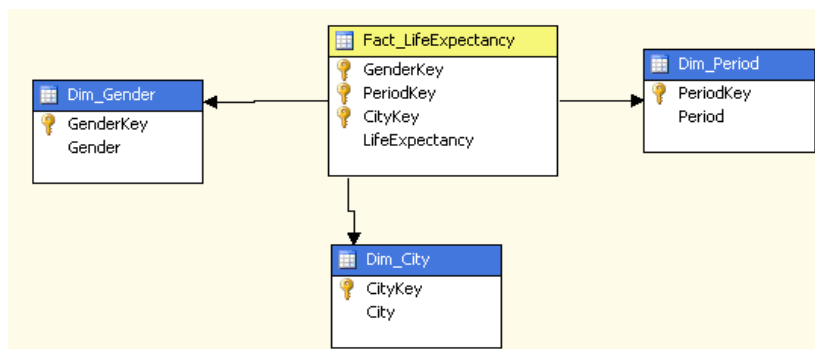 Fact_LifeExpectancy
GenderKey
PeriodKey
CityKey
LifeExpectancy
Dim_Gender
GenderKey
Gender
Dim_Period
PeriodKey
Period
Dim_City
CityKey
City